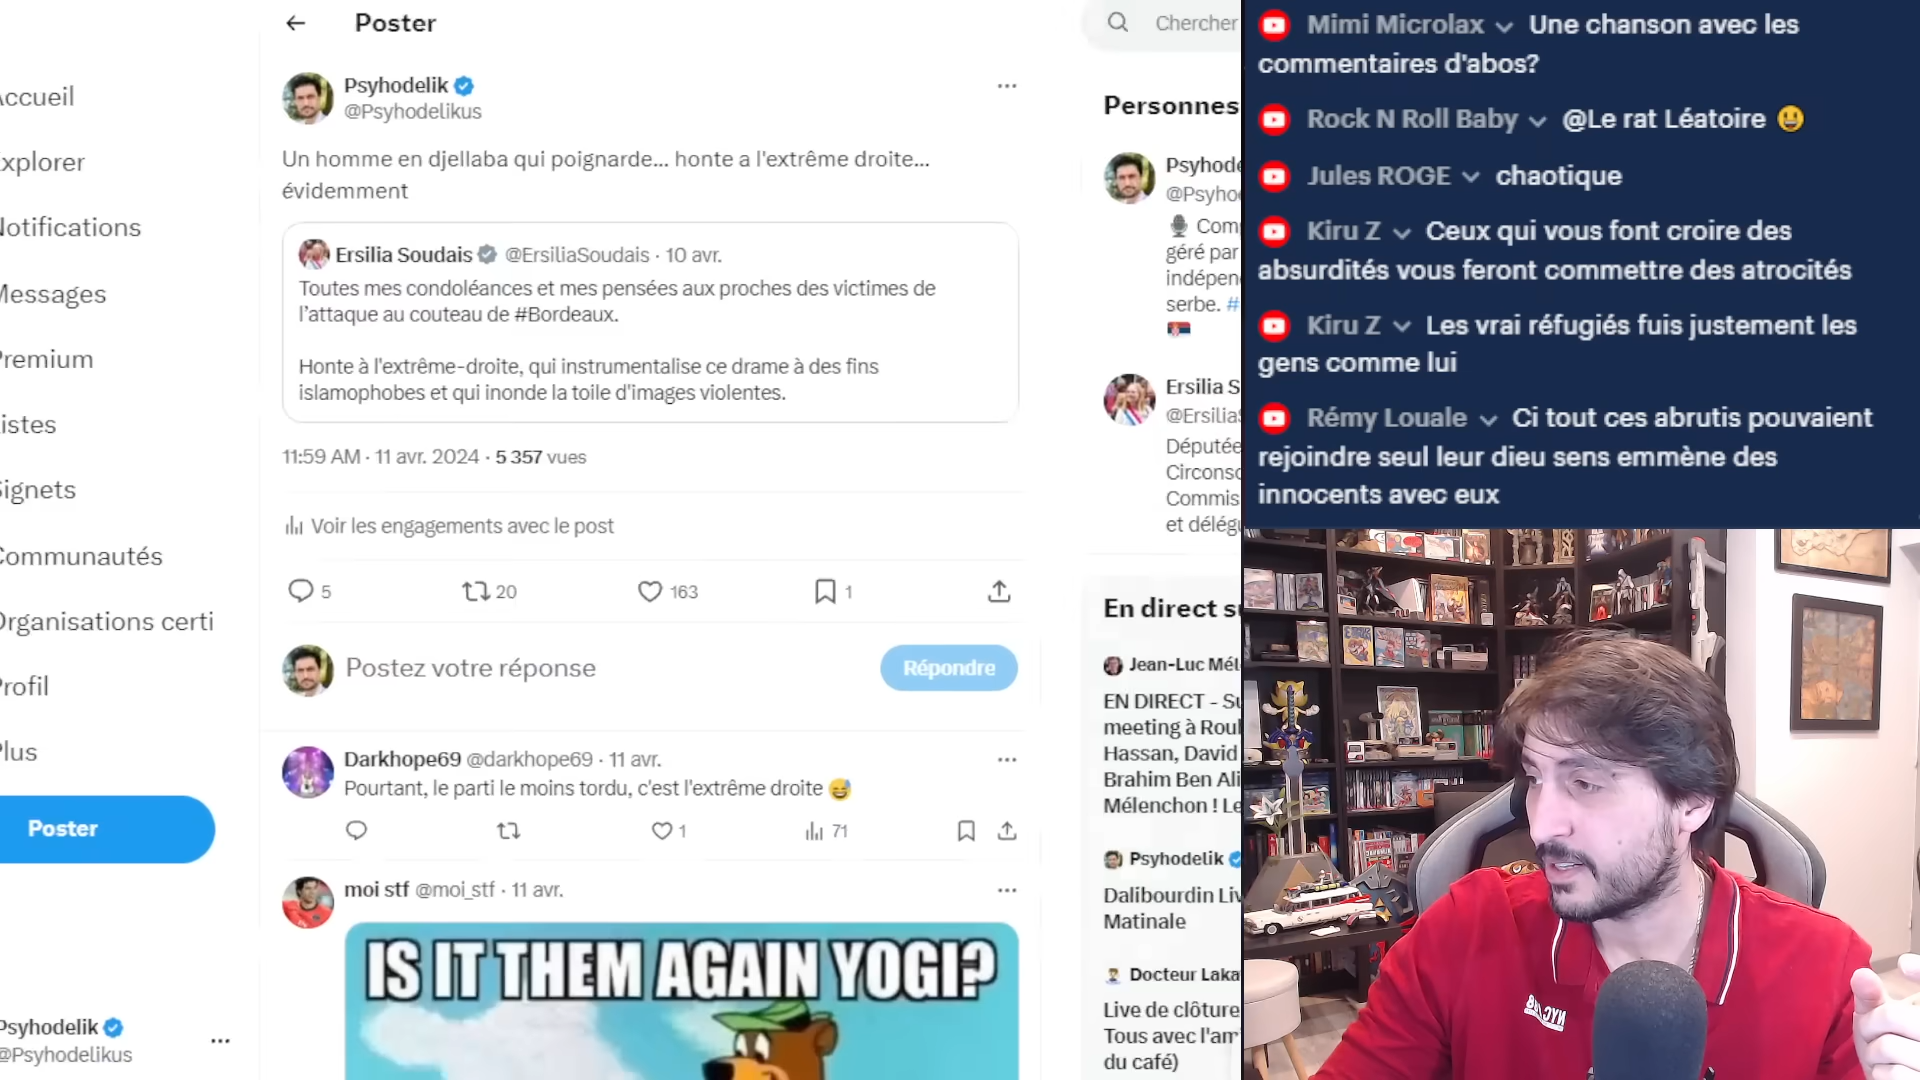 Poster
Chercher
Accueil
Explorer
Notifications
Messages
Premium
Listes
Signets
Communautés
Organisations certi
Profil
Plus
Poster
Psyhodelik
@Psyhodelikus
Psyhodelik
@Psyhodelikus
Un homme en djellaba qui poignarde... honte a l'extrême droite...
évidemment
Ersilia Soudais @ErsiliaSoudais · 10 avr.
Toutes mes condoléances et mes pensées aux proches des victimes de
l’attaque au couteau de #Bordeaux.
Honte à l'extrême-droite, qui instrumentalise ce drame à des fins
islamophobes et qui inonde la toile d'images violentes.
11:59 AM · 11 avr. 2024 · 5 357 vues
Voir les engagements avec le post
5 20 163 1
Postez votre réponse
Répondre
Darkhope69 @darkhope69 · 11 avr.
Pourtant, le parti le moins tordu, c'est l'extrême droite 😅
1 71
moi stf @moi_stf · 11 avr.
IS IT THEM AGAIN YOGI?
Personnes
Psyhode
@Psyho
Com
géré par
indépen
serbe. #
Ersilia S
@Ersilia
Députée
Circonsc
Commis
et délégu
En direct su
Jean-Luc Mél
EN DIRECT - Su
meeting à Roul
Hassan, David
Brahim Ben Ali
Mélenchon ! Le
Psyhodelik
Dalibourdin Liv
Matinale
Docteur Laka
Live de clôture
Tous avec l'am
du café)
Mimi Microlax Une chanson avec les
commentaires d'abos?
Rock N Roll Baby @Le rat Léatoire 😃
Jules ROGE chaotique
Kiru Z Ceux qui vous font croire des
absurdités vous feront commettre des atrocités
Kiru Z Les vrai réfugiés fuis justement les
gens comme lui
Rémy Louale Ci tout ces abrutis pouvaient
rejoindre seul leur dieu sens emmène des
innocents avec eux